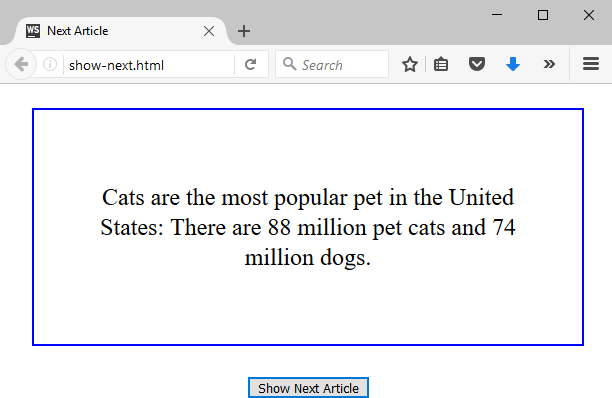 WS Next Article
show-next.html
Search
Cats are the most popular pet in the United
States: There are 88 million pet cats and 74
million dogs.
Show Next Article